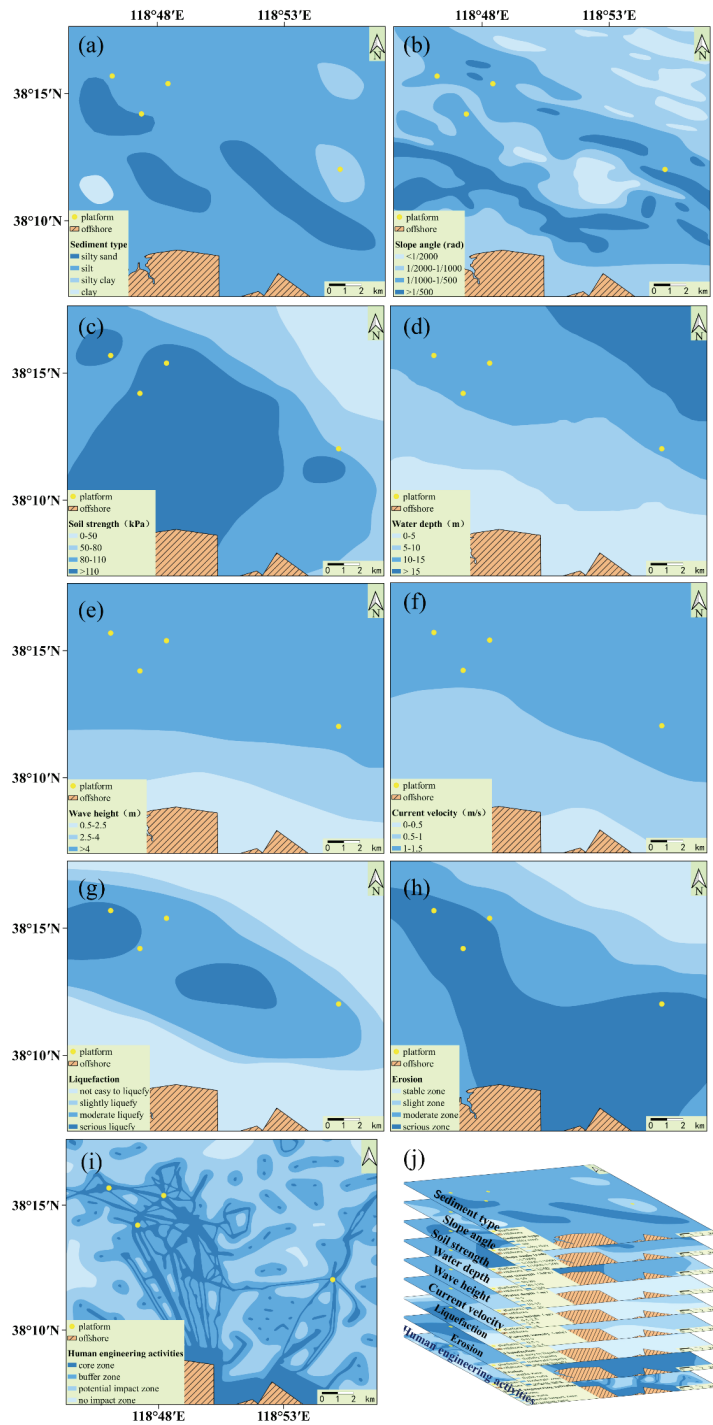 118°48′E 118°53′E 118°48′E 118°53′E
(a)
N
38°15′N
38°10′N
platform
offshore
Sediment type
silty sand
silt
silty clay
clay
0 1 2
km
(b)
N
platform
offshore
Slope angle (rad)
<1/2000
1/2000-1/1000
1/1000-1/500
>1/500
0 1 2
km
(c)
N
38°15′N
38°10′N
platform
offshore
Soil strength（kPa）
0-50
50-80
80-110
>110
0 1 2
km
(d)
N
platform
offshore
Water depth（m）
0-5
5-10
10-15
> 15
0 1 2
km
(e)
N
38°15′N
38°10′N
platform
offshore
Wave height（m）
0.5-2.5
2.5-4
>4
0 1 2
km
(f)
N
platform
offshore
Current velocity（m/s）
0-0.5
0.5-1
1-1.5
0 1 2
km
(g)
N
38°15′N
38°10′N
platform
offshore
Liquefaction
not easy to liquefy
slightly liquefy
moderate liquefy
serious liquefy
0 1 2
km
(h)
N
platform
offshore
Erosion
stable zone
slight zone
moderate zone
serious zone
0 1 2
km
(i)
N
38°15′N
38°10′N
platform
offshore
Human engineering activities
core zone
buffer zone
potential impact zone
no impact zone
0 1 2
km
118°48′E 118°53′E
(j)
Sediment type
Slope angle
Soil strength
Water depth
Wave height
Current velocity
Liquefaction
Erosion
Human engineering activities